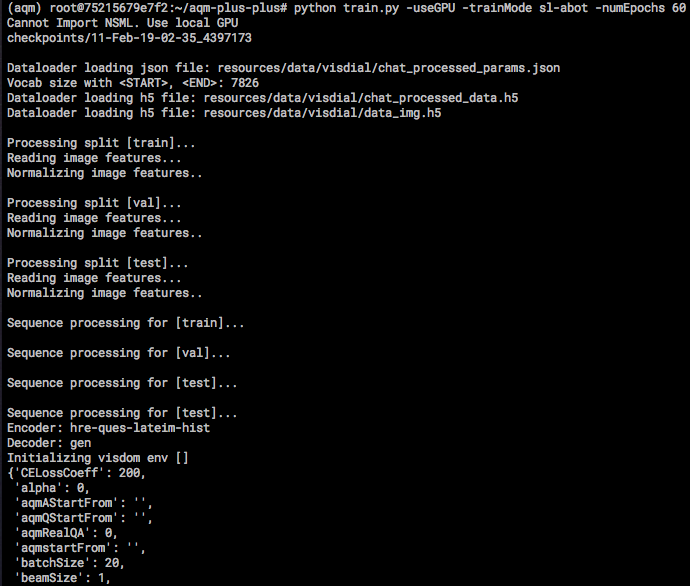 (aqm) root@75215679e7f2:~/aqm-plus-plus# python train.py -useGPU -trainMode sl-abot -numEpochs 60
Cannot Import NSML. Use local GPU
checkpoints/11-Feb-19-02-35_4397173
Dataloader loading json file: resources/data/visdial/chat_processed_params.json
Vocab size with <START>, <END>: 7826
Dataloader loading h5 file: resources/data/visdial/chat_processed_data.h5
Dataloader loading h5 file: resources/data/visdial/data_img.h5
Processing split [train]...
Reading image features...
Normalizing image features..
Processing split [val]...
Reading image features...
Normalizing image features..
Processing split [test]...
Reading image features...
Normalizing image features..
Sequence processing for [train]...
Sequence processing for [val]...
Sequence processing for [test]...
Sequence processing for [test]...
Encoder: hre-ques-lateim-hist
Decoder: gen
Initializing visdom env []
{'CELossCoeff': 200,
'alpha': 0,
'aqmAStartFrom': '',
'aqmQStartFrom': '',
'aqmRealQA': 0,
'aqmstartFrom': '',
'batchSize': 20,
'beamSize': 1,